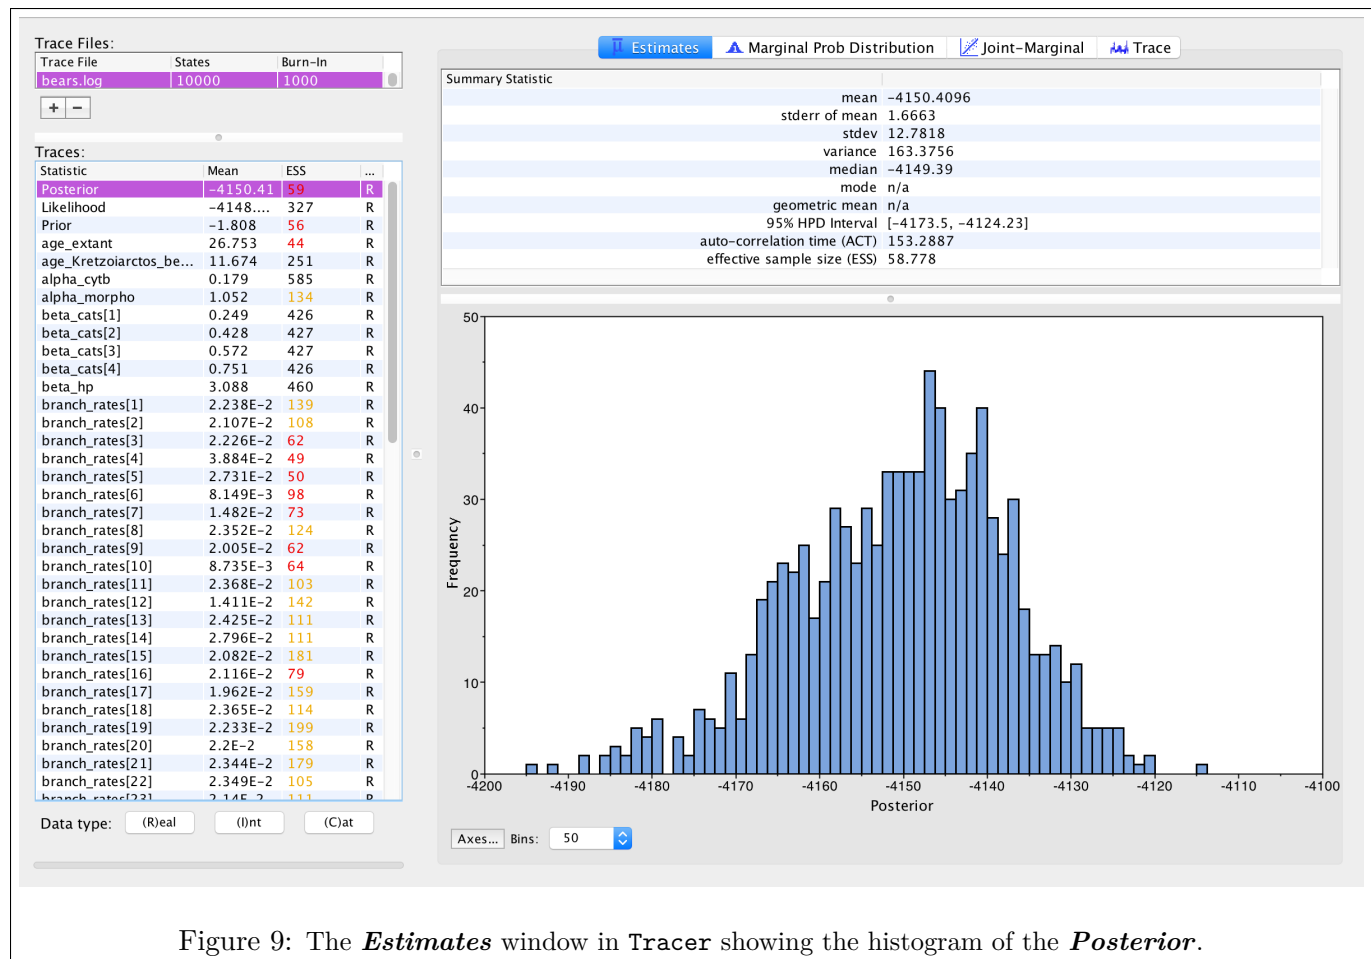 Trace Files:
Trace File States Burn-In
bears.log 10000 1000
+ −
Traces:
Statistic Mean ESS ...
Posterior −4150.41 59 R
Likelihood −4148.... 327 R
Prior −1.808 56 R
age_extant 26.753 44 R
age_Kretzoiarctos_be... 11.674 251 R
alpha_cytb 0.179 585 R
alpha_morpho 1.052 134 R
beta_cats[1] 0.249 426 R
beta_cats[2] 0.428 427 R
beta_cats[3] 0.572 427 R
beta_cats[4] 0.751 426 R
beta_hp 3.088 460 R
branch_rates[1] 2.238E−2 139 R
branch_rates[2] 2.107E−2 108 R
branch_rates[3] 2.226E−2 62 R
branch_rates[4] 3.884E−2 49 R
branch_rates[5] 2.731E−2 50 R
branch_rates[6] 8.149E−3 98 R
branch_rates[7] 1.482E−2 73 R
branch_rates[8] 2.352E−2 124 R
branch_rates[9] 2.005E−2 62 R
branch_rates[10] 8.735E−3 64 R
branch_rates[11] 2.368E−2 103 R
branch_rates[12] 1.411E−2 142 R
branch_rates[13] 2.425E−2 111 R
branch_rates[14] 2.796E−2 111 R
branch_rates[15] 2.082E−2 181 R
branch_rates[16] 2.116E−2 79 R
branch_rates[17] 1.962E−2 159 R
branch_rates[18] 2.365E−2 114 R
branch_rates[19] 2.233E−2 199 R
branch_rates[20] 2.2E−2 158 R
branch_rates[21] 2.344E−2 179 R
branch_rates[22] 2.349E−2 105 R
branch_rates[23] 2.14E−2 111
Data type: (R)eal (I)nt (C)at
Estimates Marginal Prob Distribution Joint-Marginal Trace
Summary Statistic
mean −4150.4096
stderr of mean 1.6663
stdev 12.7818
variance 163.3756
median −4149.39
mode n/a
geometric mean n/a
95% HPD Interval [−4173.5, −4124.23]
auto-correlation time (ACT) 153.2887
effective sample size (ESS) 58.778
50
40
30
20
10
0
Frequency
-4200 -4190 -4180 -4170 -4160 -4150 -4140 -4130 -4120 -4110 -4100
Posterior
Axes... Bins: 50
Figure 9: The Estimates window in Tracer showing the histogram of the Posterior.